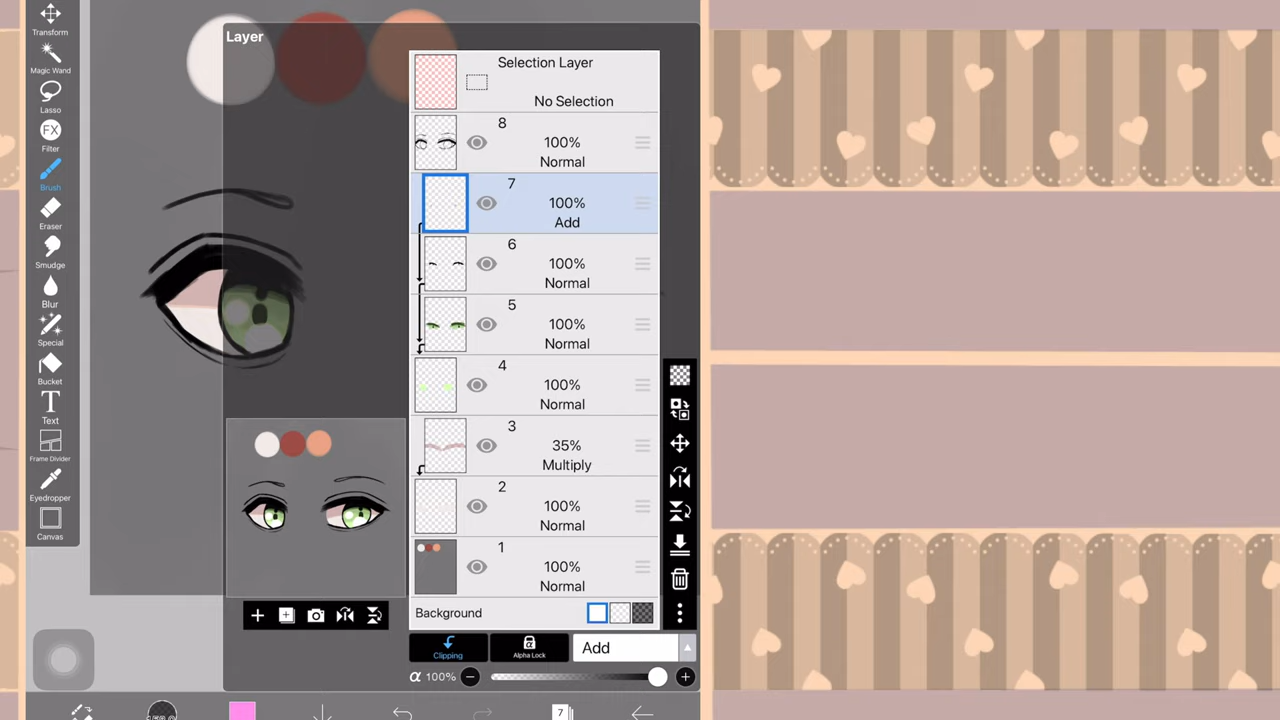 Transform
Magic Wand
Lasso
FX
Filter
Brush
Eraser
Smudge
Blur
Special
Bucket
T
Text
Frame Divider
Eyedropper
Canvas
Layer
Selection Layer
No Selection
8
100%
Normal
7
100%
Add
6
100%
Normal
5
100%
Normal
4
100%
Normal
3
35%
Multiply
2
100%
Normal
1
100%
Normal
Background
Clipping
Alpha Lock
Add
α 100%
7